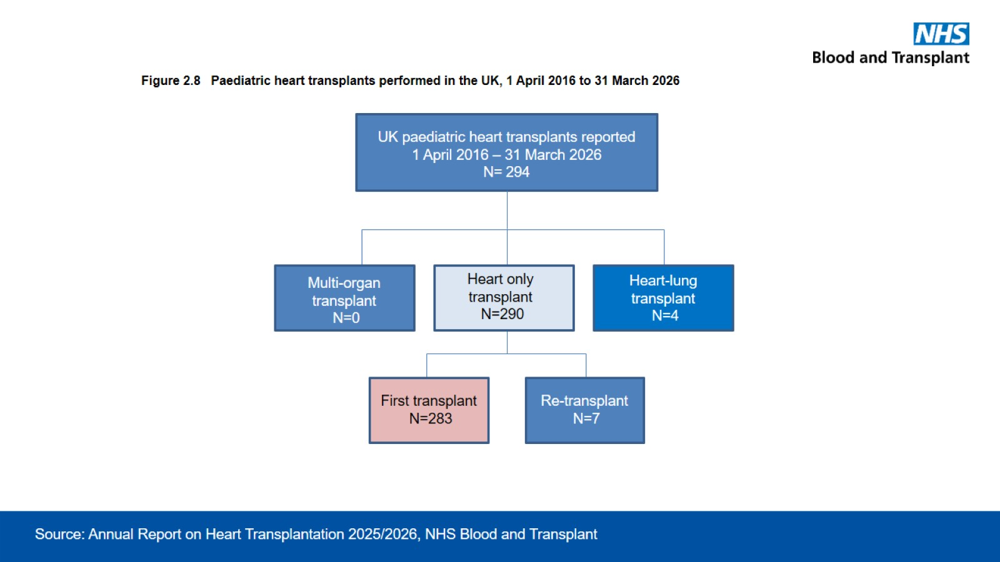 NHS
Blood and Transplant
Figure 2.8 Paediatric heart transplants performed in the UK, 1 April 2016 to 31 March 2026
UK paediatric heart transplants reported
1 April 2016 – 31 March 2026
N= 294
Multi-organ
transplant
N=0
Heart only
transplant
N=290
Heart-lung
transplant
N=4
First transplant
N=283
Re-transplant
N=7
Source: Annual Report on Heart Transplantation 2025/2026, NHS Blood and Transplant